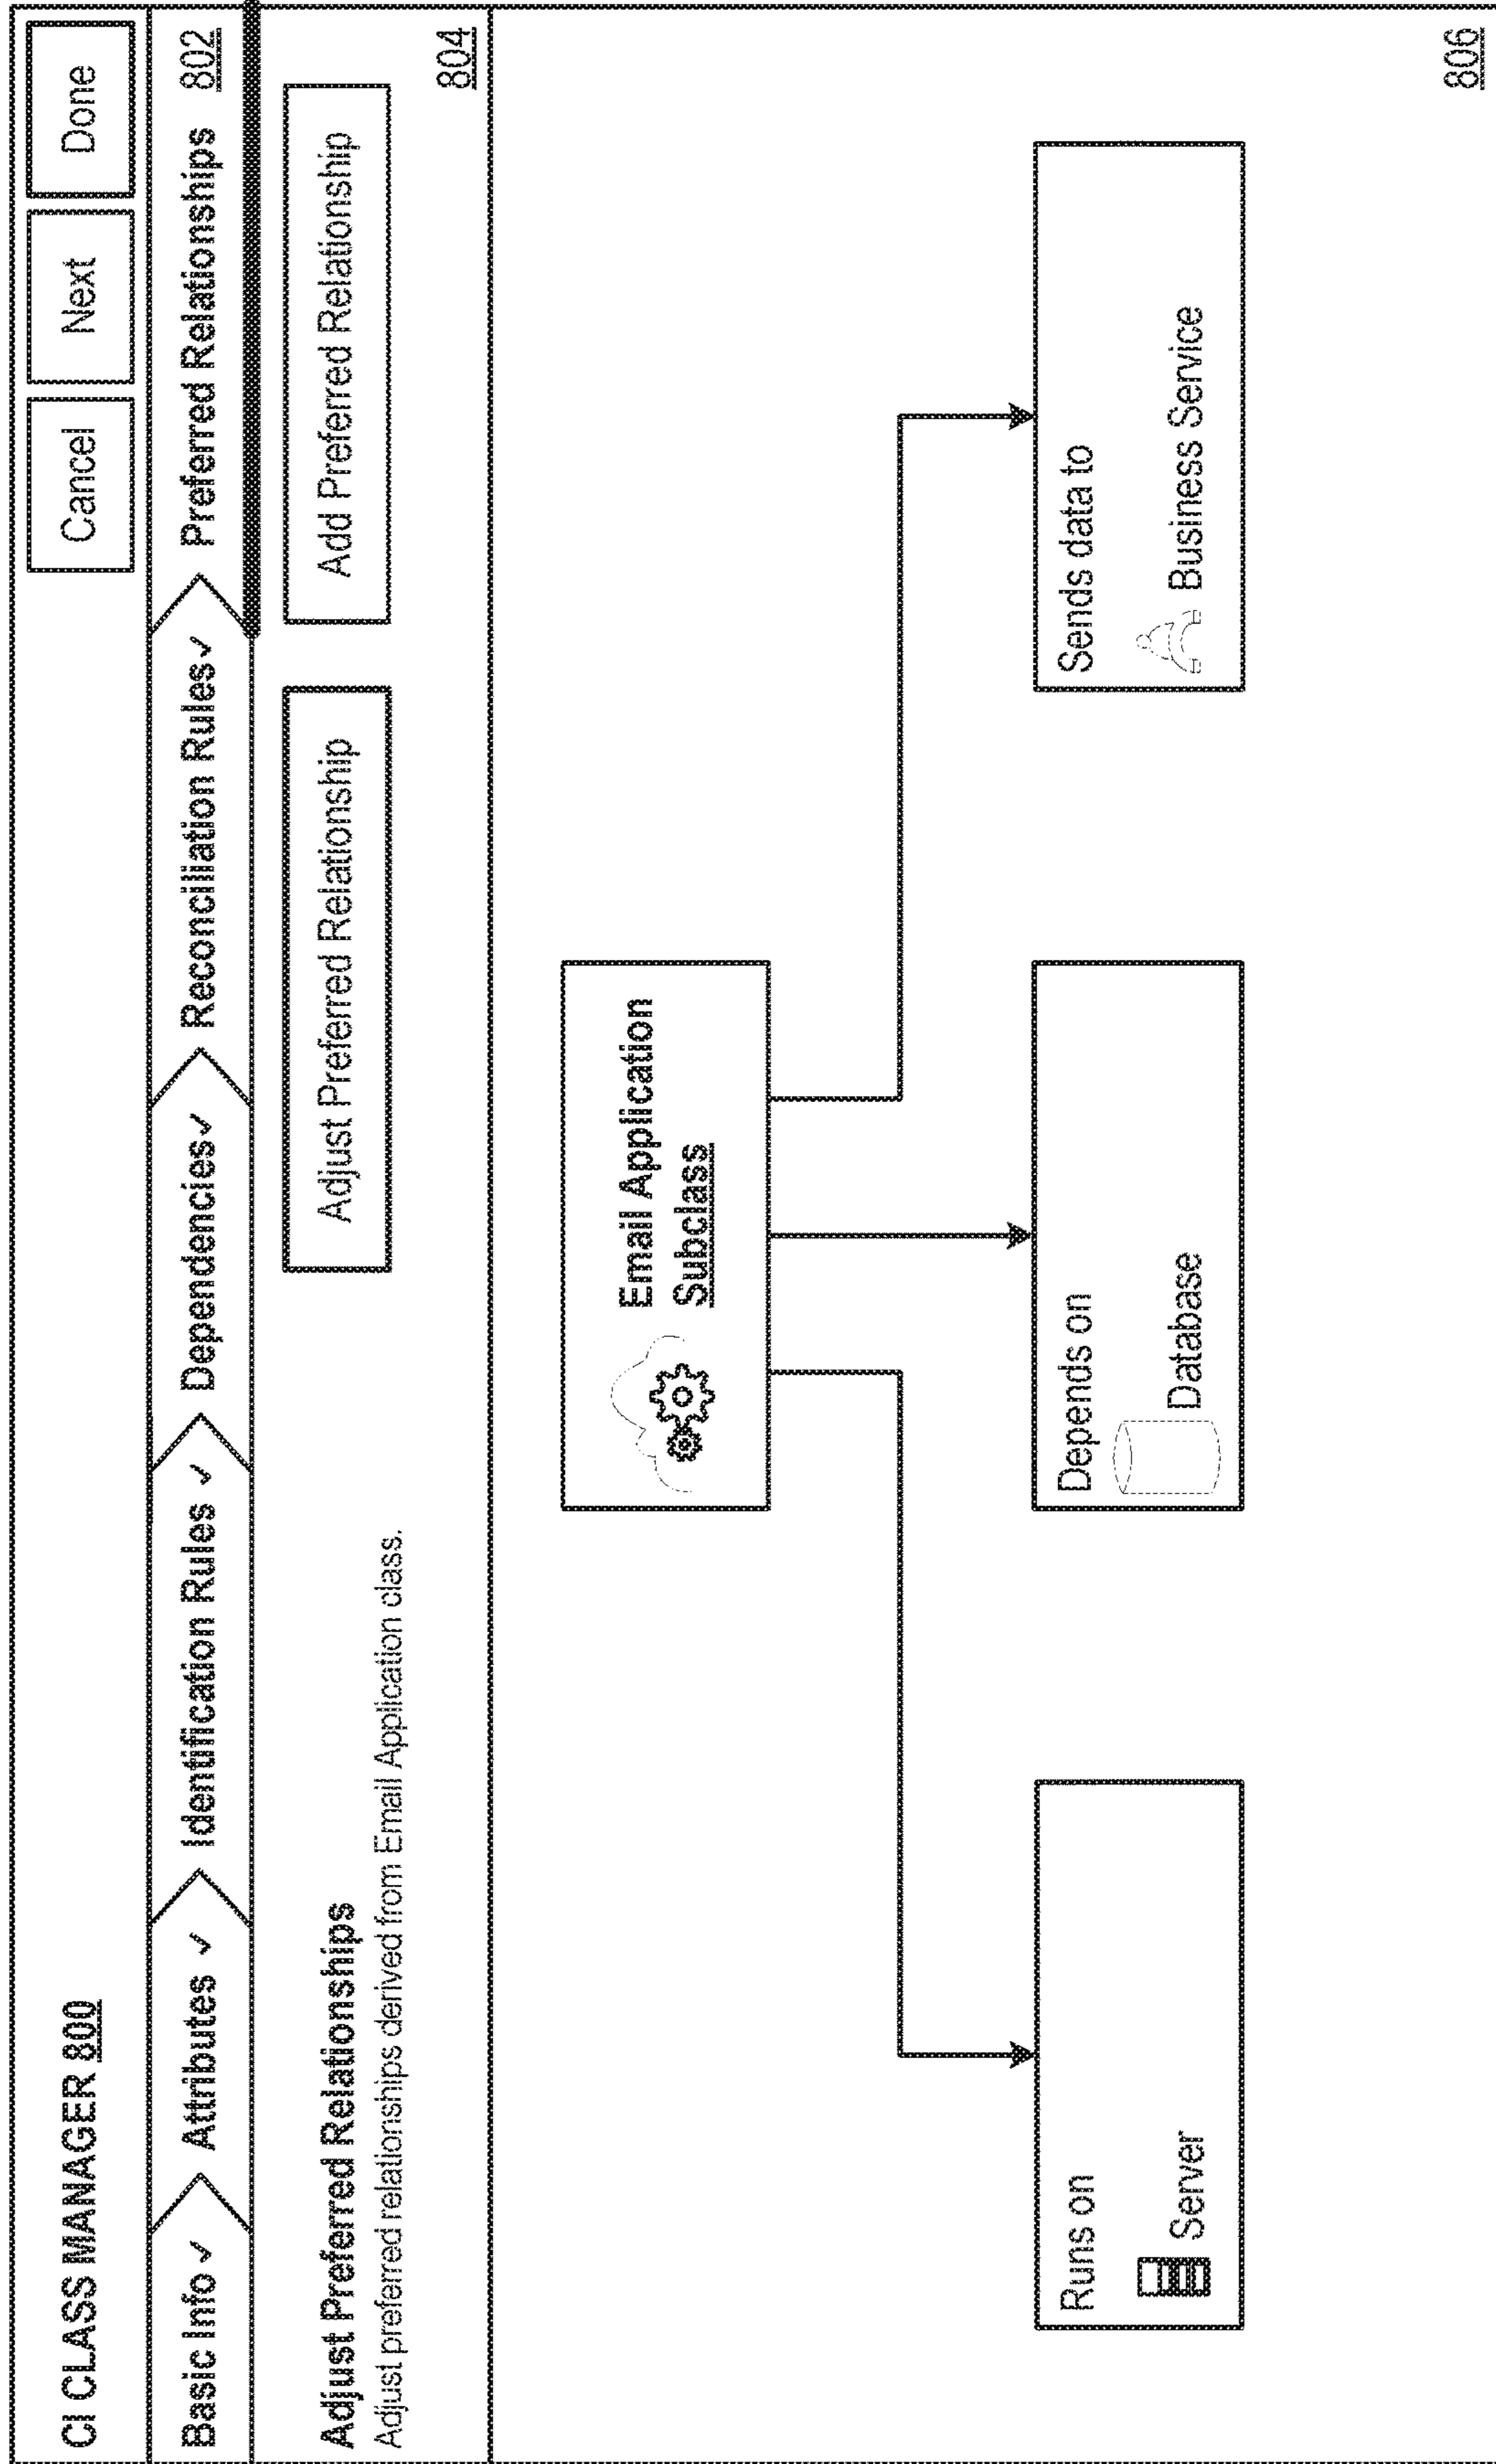 CI CLASS MANAGER 800
Cancel
Next
Done
Basic Info ✓
Attributes ✓
Identification Rules ✓
Dependencies ✓
Reconciliation Rules ✓
Preferred Relationships
802
Adjust Preferred Relationships
Adjust preferred relationships derived from Email Application class.
Adjust Preferred Relationship
Add Preferred Relationship
804
Email Application
Subclass
Runs on
Server
Depends on
Database
Sends data to
Business Service
806